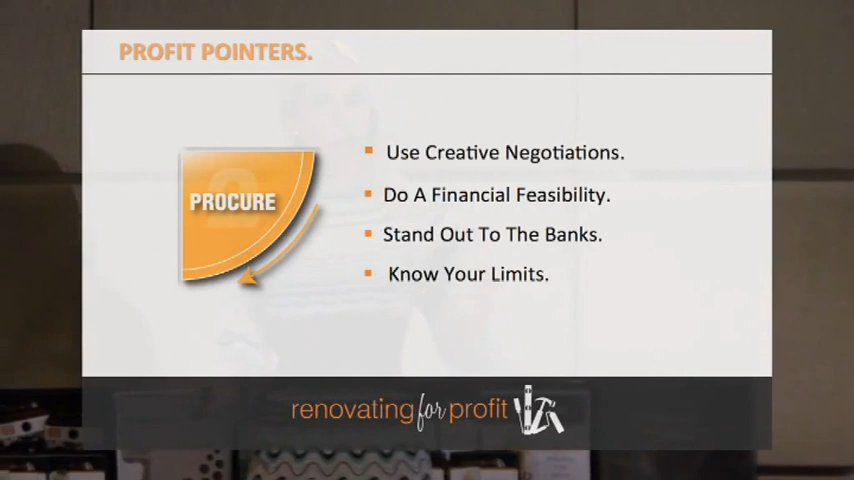 PROFIT POINTERS.
PROCURE
Use Creative Negotiations.
Do A Financial Feasibility.
Stand Out To The Banks.
Know Your Limits.
renovating for profit